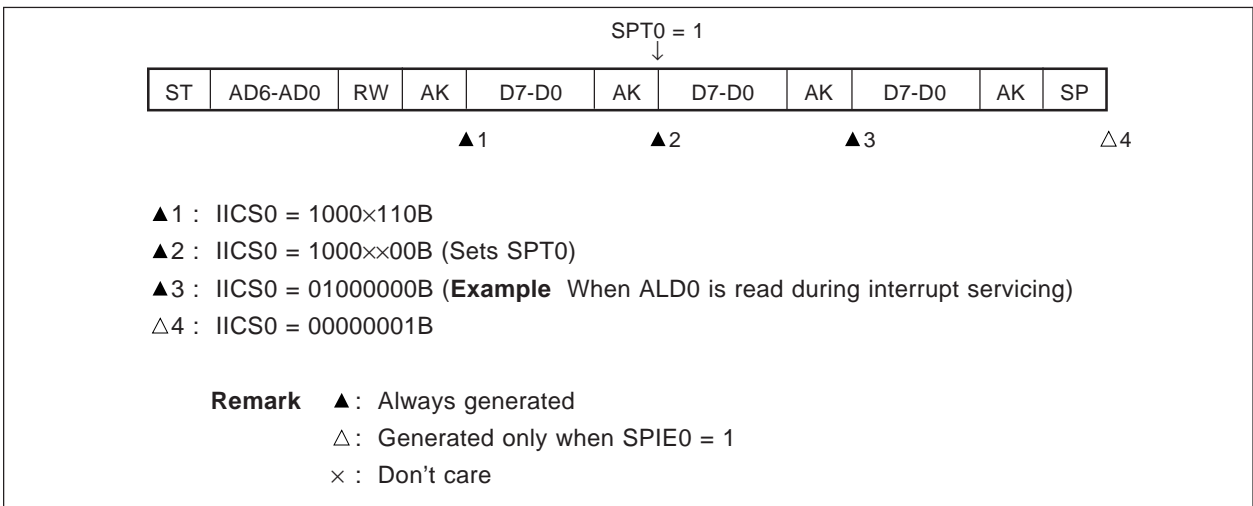 SPT0 = 1
↓
ST AD6-AD0 RW AK D7-D0 AK D7-D0 AK D7-D0 AK SP
▲1 ▲2 ▲3 △4
▲1 : IICS0 = 1000×110B
▲2 : IICS0 = 1000××00B (Sets SPT0)
▲3 : IICS0 = 01000000B (Example When ALD0 is read during interrupt servicing)
△4 : IICS0 = 00000001B
Remark ▲ : Always generated
△ : Generated only when SPIE0 = 1
× : Don't care